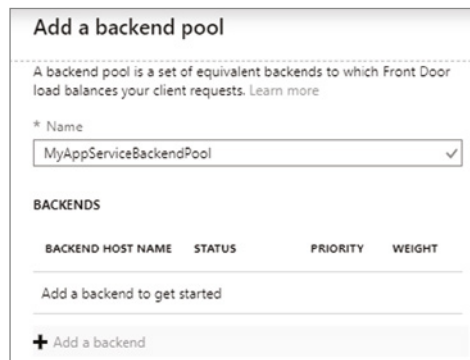 Add a backend pool
A backend pool is a set of equivalent backends to which Front Door
load balances your client requests. Learn more
* Name
MyAppServiceBackendPool
BACKENDS
BACKEND HOST NAME STATUS PRIORITY WEIGHT
Add a backend to get started
+ Add a backend